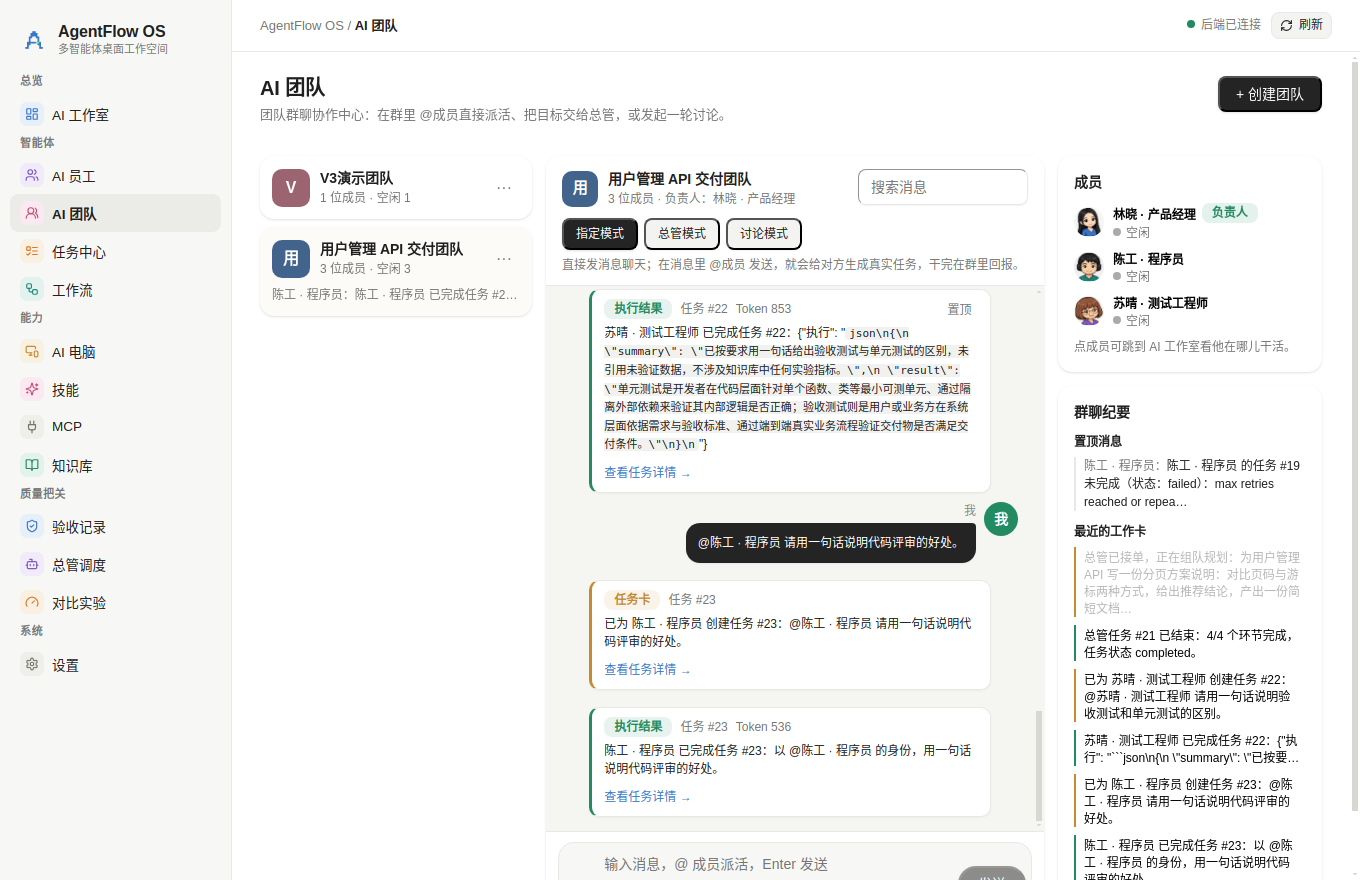 AgentFlow OS
多智能体桌面工作空间
总览
AI 工作室
智能体
AI 员工
AI 团队
任务中心
工作流
能力
AI 电脑
技能
MCP
知识库
质量把关
验收记录
总管调度
对比实验
系统
设置
AgentFlow OS / AI 团队
后端已连接
刷新
AI 团队
团队群聊协作中心：在群里 @成员直接派活、把目标交给总管，或发起一轮讨论。
+ 创建团队
V
V3演示团队
1 位成员 · 空闲 1
...
用
用户管理 API 交付团队
3 位成员 · 空闲 3
...
陈工 · 程序员：陈工 · 程序员 已完成任务 #2…
用
用户管理 API 交付团队
3 位成员 · 负责人：林晓 · 产品经理
搜索消息
指定模式
总管模式
讨论模式
直接发消息聊天；在消息里 @成员 发送，就会给对方生成真实任务，干完在群里回报。
执行结果 任务 #22 Token 853 置顶
苏晴 · 测试工程师 已完成任务 #22：{"执行": "json\n{\n
\"summary\": \"已按要求用一句话给出验收测试与单元测试的区别，未
引用未验证数据，不涉及知识库中任何实验指标。\",\n \"result\":
\"单元测试是开发者在代码层面针对单个函数、类等最小可测单元、通过隔
离外部依赖来验证其内部逻辑是否正确；验收测试则是用户或业务方在系统
层面依据需求与验收标准、通过端到端真实业务流程验证交付物是否满足交
付条件。\"\n}\n"}
查看任务详情 →
我
我
@陈工 · 程序员 请用一句话说明代码评审的好处。
任务卡 任务 #23
已为 陈工 · 程序员 创建任务 #23：@陈工 · 程序员 请用一句话说明代
码评审的好处。
查看任务详情 →
执行结果 任务 #23 Token 536
陈工 · 程序员 已完成任务 #23：以 @陈工 · 程序员 的身份，用一句话
说明代码评审的好处。
查看任务详情 →
输入消息，@ 成员派活，Enter 发送
成员
林晓 · 产品经理 负责人
空闲
陈工 · 程序员
空闲
苏晴 · 测试工程师
空闲
点成员可跳到 AI 工作室看他在哪儿干活。
群聊纪要
置顶消息
陈工 · 程序员：陈工 · 程序员 的任务 #19
未完成（状态：failed）：max retries
reached or repea…
最近的工作卡
总管已接单，正在组队规划：为用户管理
API 写一份分页方案说明：对比页码与游
标两种方式，给出推荐结论，产出一份简
短文档…
总管任务 #21 已结束：4/4 个环节完成，
任务状态 completed。
已为 苏晴 · 测试工程师 创建任务 #22：
@苏晴 · 测试工程师 请用一句话说明验
收测试和单元测试的区别。
苏晴 · 测试工程师 已完成任务 #22：{"执
行": "```json\n{\n \"summary\": \"已按要…
已为 陈工 · 程序员 创建任务 #23：@陈
工 · 程序员 请用一句话说明代码评审的
好处。
陈工 · 程序员 已完成任务 #23：以 @陈
工 · 程序员 的身份，用一句话说明代码
评审的好处。